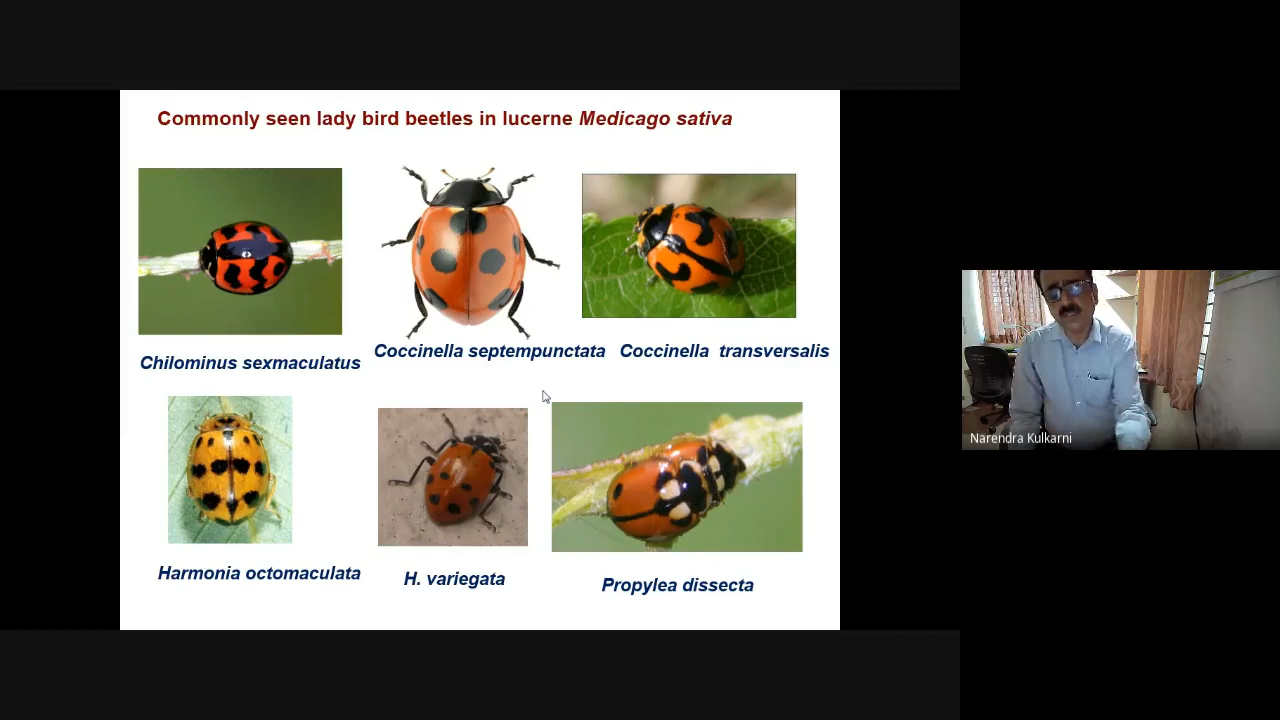 Commonly seen lady bird beetles in lucerne Medicago sativa
Chilominus sexmaculatus
Coccinella septempunctata
Coccinella transversalis
Harmonia octomaculata
H. variegata
Propylea dissecta
Narendra Kulkarni